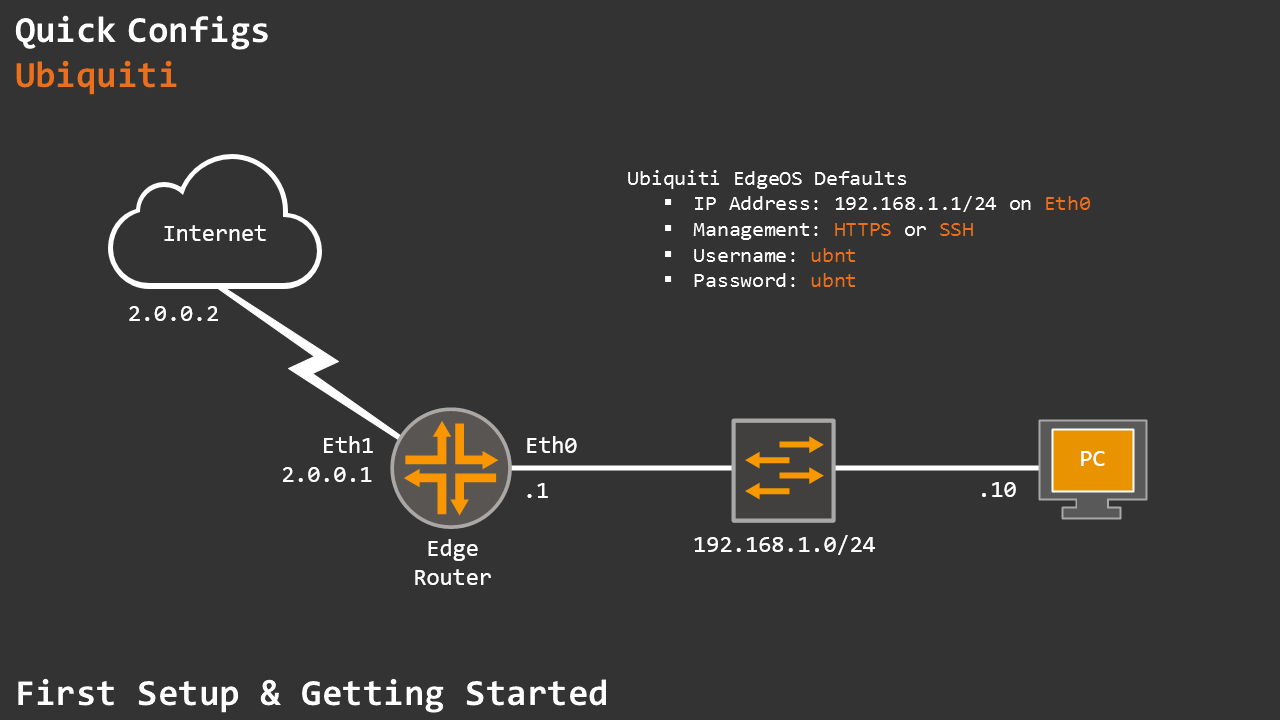 Quick Configs
Ubiquiti
Ubiquiti EdgeOS Defaults
▪ IP Address: 192.168.1.1/24 on Eth0
▪ Management: HTTPS or SSH
▪ Username: ubnt
▪ Password: ubnt
Internet
2.0.0.2
Eth1
2.0.0.1
Eth0
.1
Edge
Router
192.168.1.0/24
.10
PC
First Setup & Getting Started